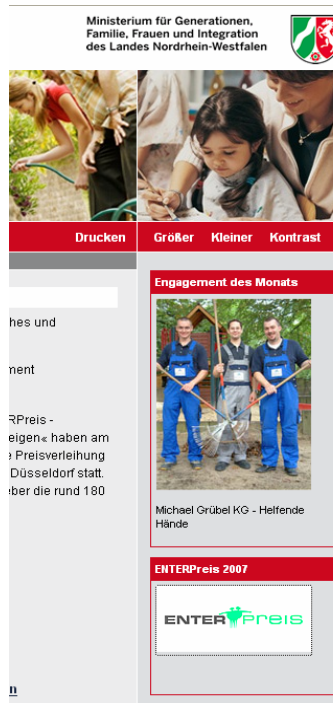 Ministerium für Generationen,
Familie, Frauen und Integration
des Landes Nordrhein-Westfalen
Drucken Größer Kleiner Kontrast
hes und
ment
RPreis -
eigen« haben am
e Preisverleihung
Düsseldorf statt.
eber die rund 180
n
Engagement des Monats
Michael Grübel KG - Helfende
Hände
ENTERPreis 2007
ENTERPreis